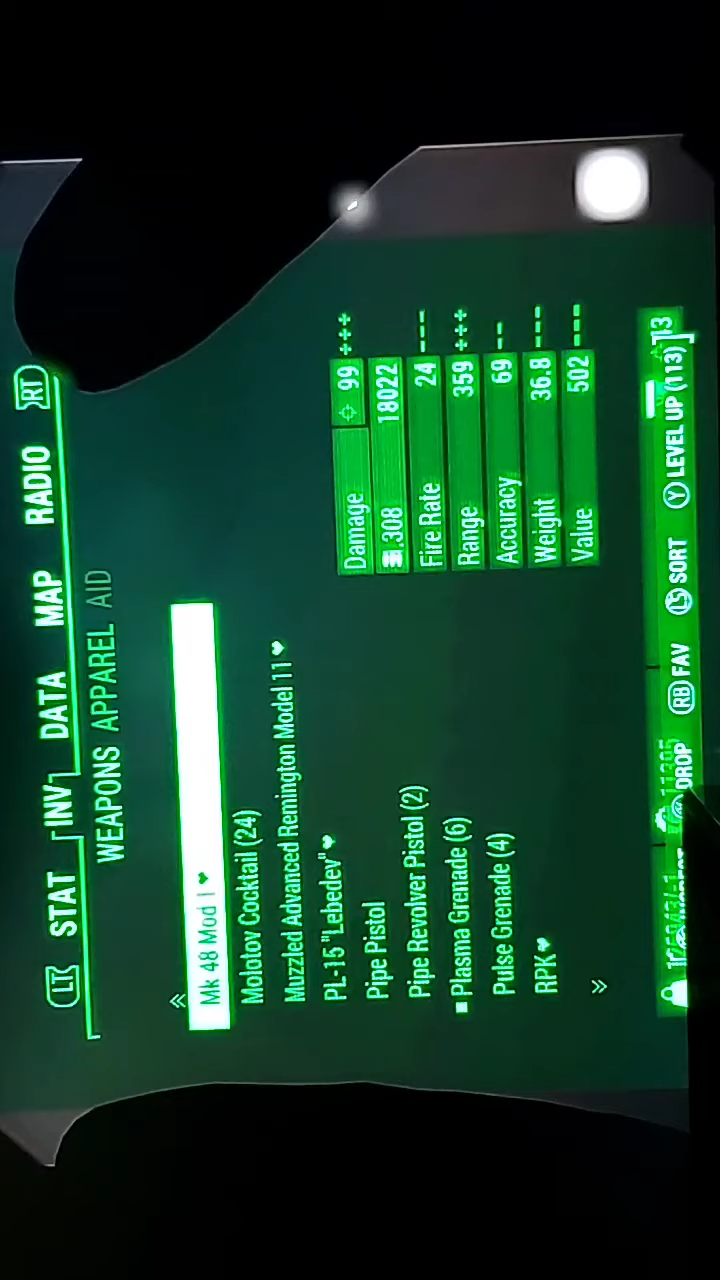 LT STAT INV DATA MAP RADIO RT
WEAPONS APPAREL AID
Mk 48 Mod 1 ♥
Molotov Cocktail (24)
Muzzled Advanced Remington Model 11 ♥
PL-15 "Lebedev" ♥
Pipe Pistol
Pipe Revolver Pistol (2)
■ Plasma Grenade (6)
Pulse Grenade (4)
RPK ♥
Damage 99 +++
.308 18022
Fire Rate 24 ---
Range 359 +++
Accuracy 69 --
Weight 36.8 ---
Value 502 ---
DROP RB) FAV LS SORT Y) LEVEL UP (113)